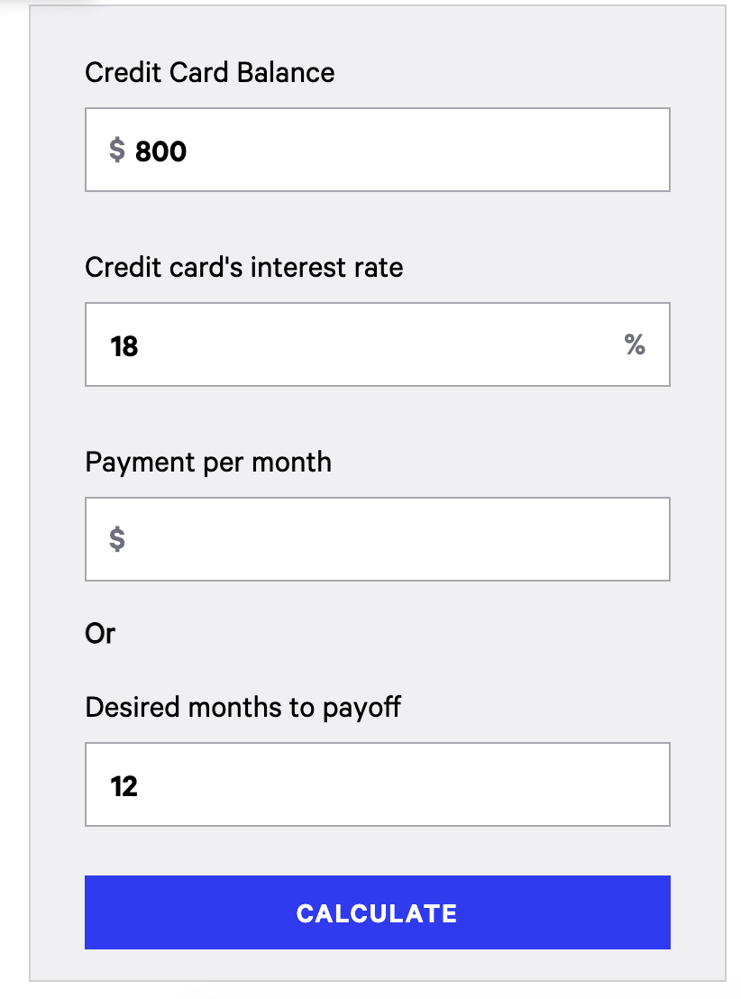 Credit Card Balance
$ 800
Credit card's interest rate
18 %
Payment per month
$
Or
Desired months to payoff
12
CALCULATE